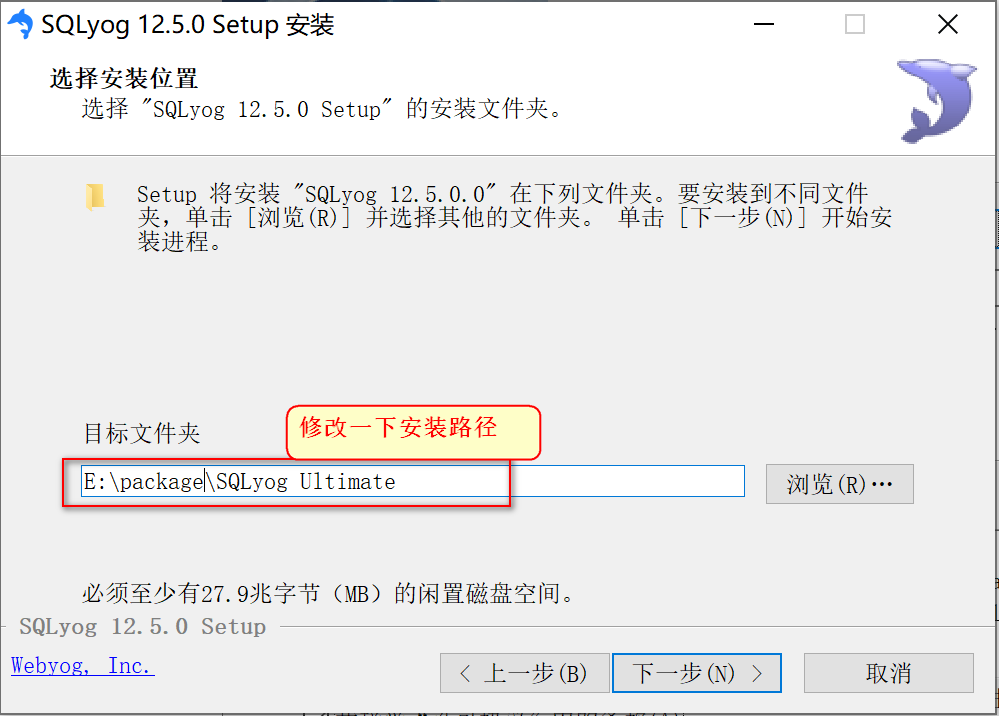 SQLyog 12.5.0 Setup 安装
选择安装位置
选择 "SQLyog 12.5.0 Setup" 的安装文件夹。
Setup 将安装 "SQLyog 12.5.0.0" 在下列文件夹。要安装到不同文件
夹，单击 [浏览(R)] 并选择其他的文件夹。 单击 [下一步(N)] 开始安
装进程。
修改一下安装路径
目标文件夹
E:\package\SQLyog Ultimate
浏览(R)…
必须至少有27.9兆字节（MB）的闲置磁盘空间。
SQLyog 12.5.0 Setup
Webyog, Inc.
< 上一步(B)
下一步(N) >
取消